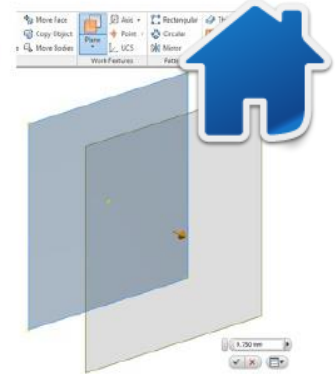 Move Face
Axis
Rectangular
Copy Object
Plane
Point
Circular
Move Bodies
UCS
Mirror
Work Features